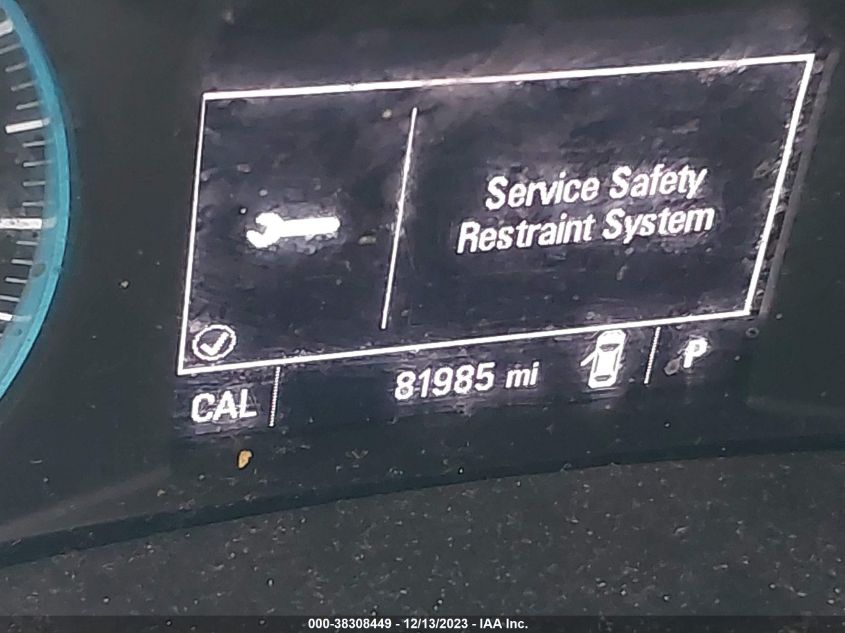 Service Safety
Restraint System
CAL 81985 mi P
000-38308449 - 12/13/2023 - IAA Inc.